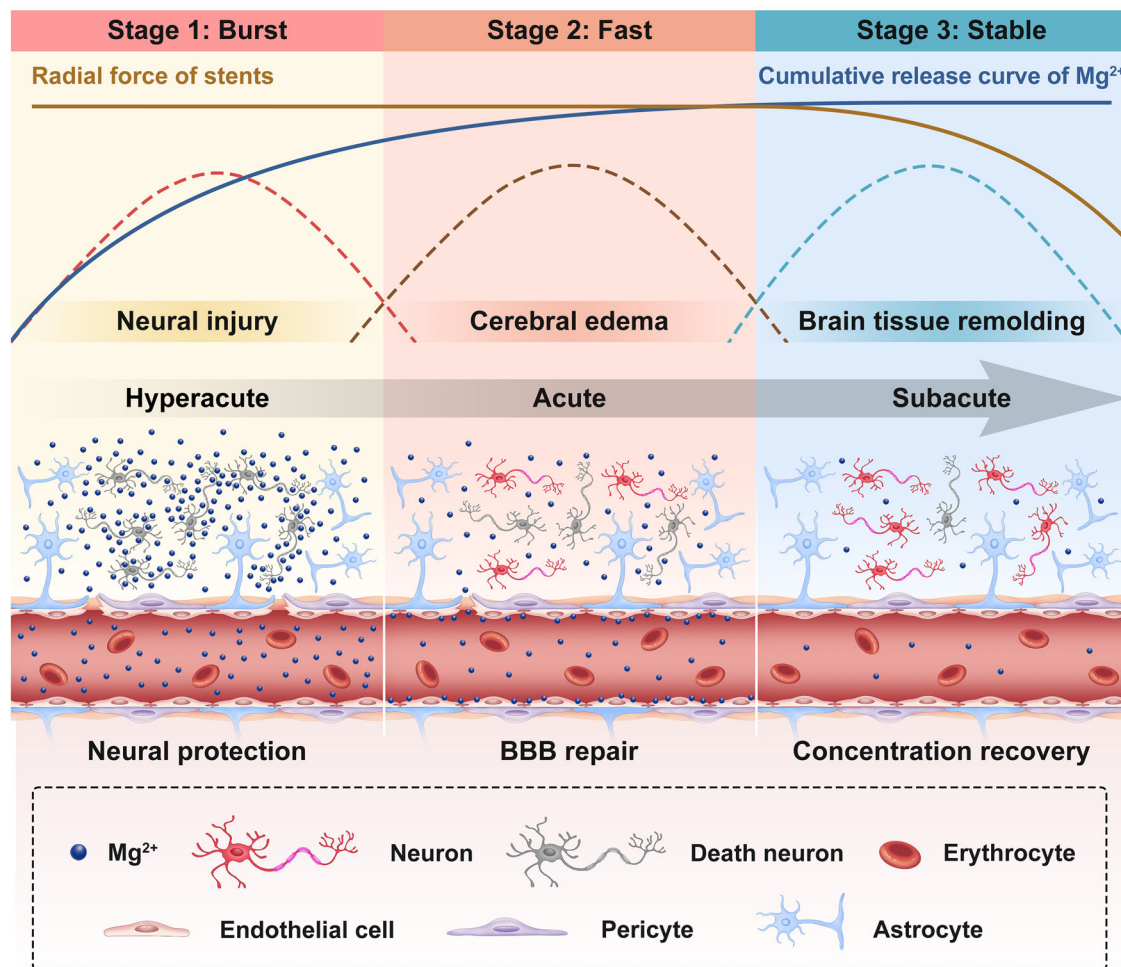 Stage 1: Burst
Stage 2: Fast
Stage 3: Stable
Radial force of stents
Cumulative release curve of Mg²⁺
Neural injury
Cerebral edema
Brain tissue remolding
Hyperacute
Acute
Subacute
Neural protection
BBB repair
Concentration recovery
Mg²⁺
Neuron
Death neuron
Erythrocyte
Endothelial cell
Pericyte
Astrocyte